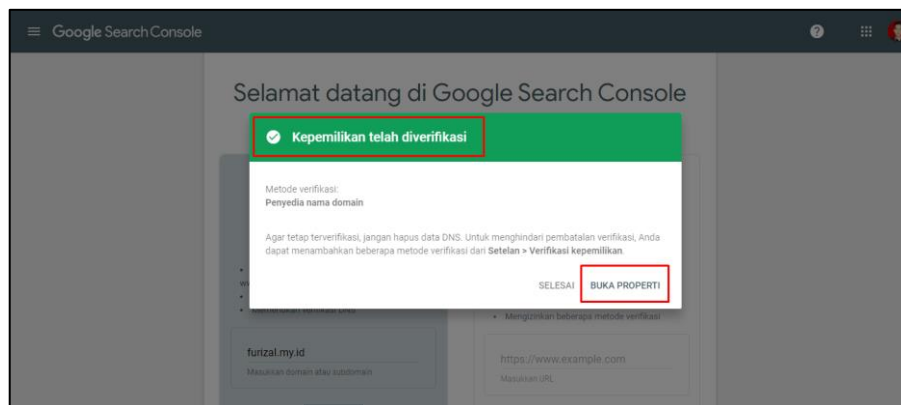 Google Search Console
Selamat datang di Google Search Console
Kepemilikan telah diverifikasi
Metode verifikasi:
Penyedia nama domain
Agar tetap terverifikasi, jangan hapus data DNS. Untuk menghindari pembatalan verifikasi, Anda
dapat menambahkan beberapa metode verifikasi dari Setelan > Verifikasi kepemilikan.
SELESAI BUKA PROPERTI
• Memerlukan verifikasi DNS
• Mengizinkan beberapa metode verifikasi
furizal.my.id
Masukkan domain atau subdomain
https://www.example.com
Masukkan URL